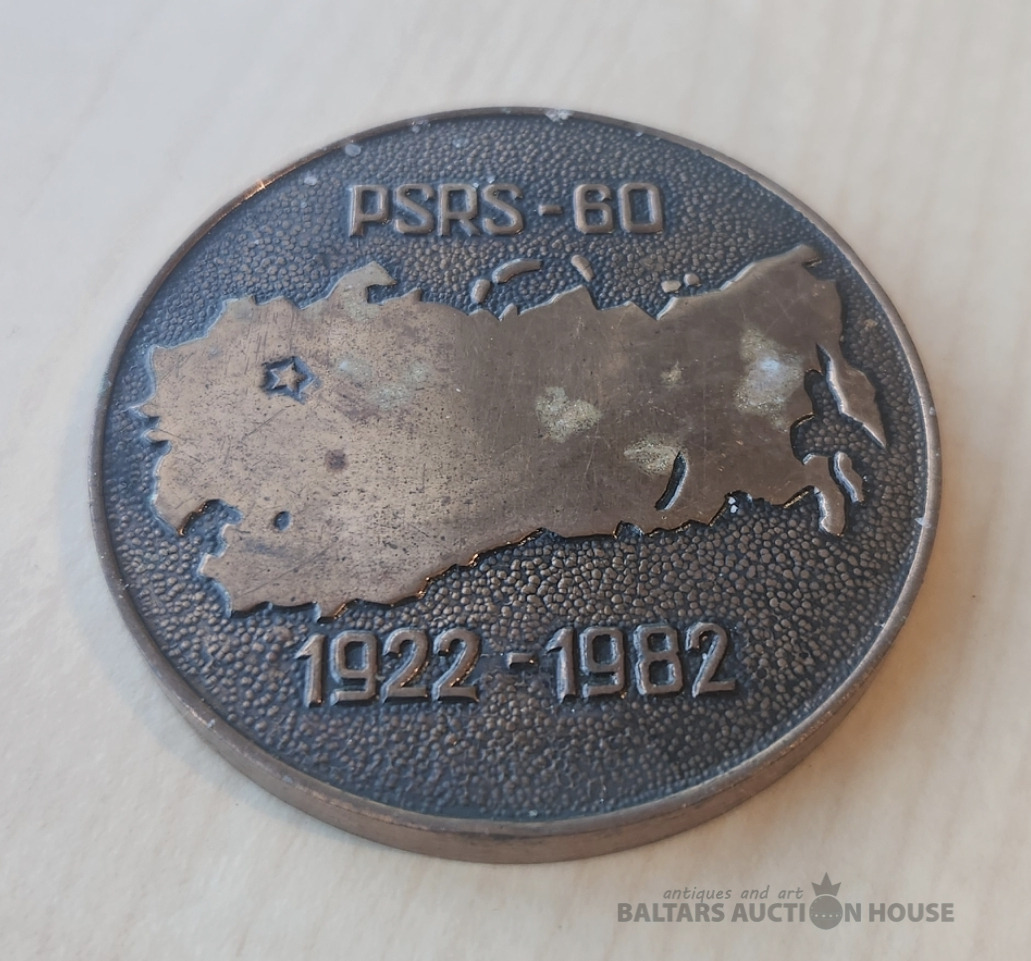 PSRS-60
1922-1982
antiques and art
BALTARS AUCTION HOUSE